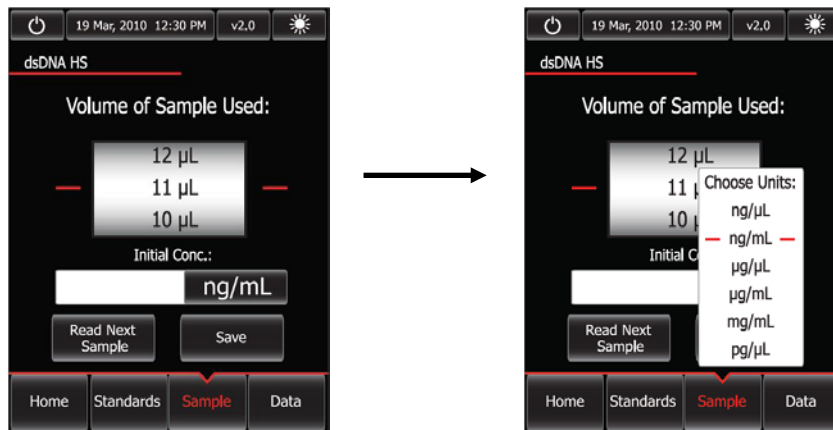 19 Mar, 2010 12:30 PM v2.0
dsDNA HS
Volume of Sample Used:
12 µL
11 µL
10 µL
Initial Conc.:
ng/mL
Read Next
Sample
Save
Home Standards Sample Data
19 Mar, 2010 12:30 PM v2.0
dsDNA HS
Volume of Sample Used:
12 µL
11 µ
10 µ
Initial C
Choose Units:
ng/µL
ng/mL
µg/µL
µg/mL
mg/mL
pg/µL
Read Next
Sample
Home Standards Sample Data